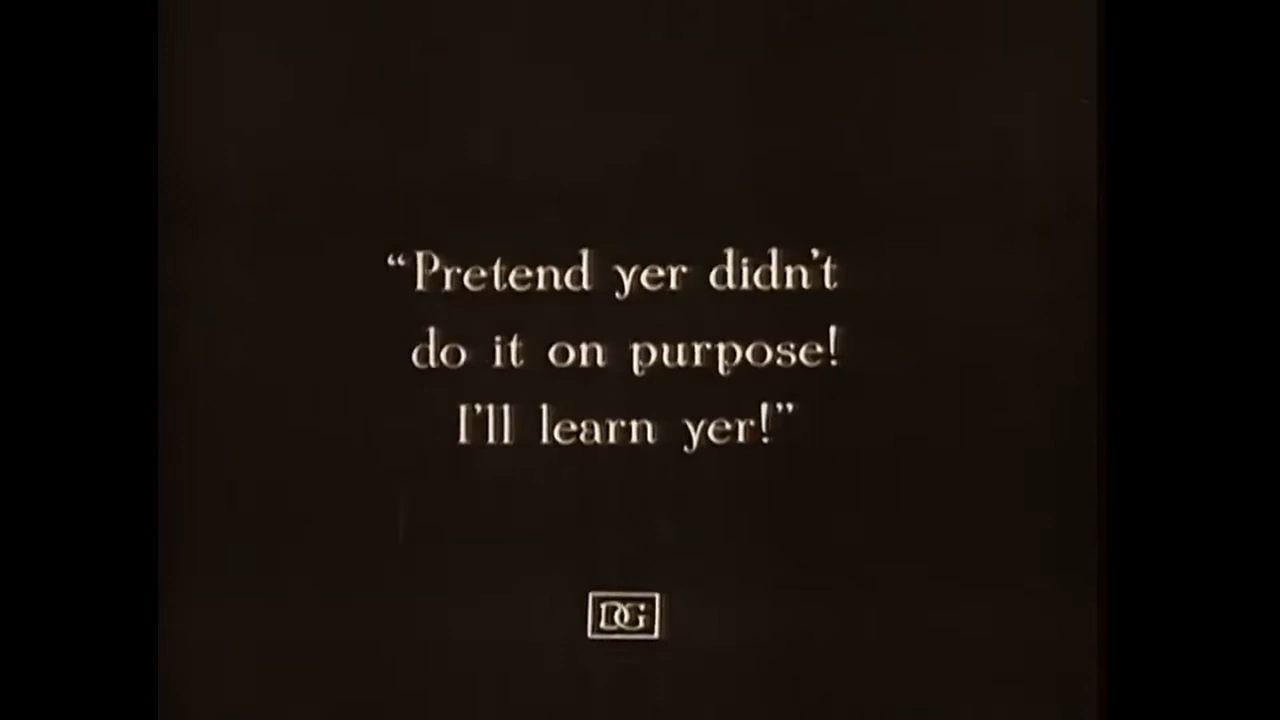 “Pretend yer didn't
do it on purpose!
I'll learn yer!”
DG